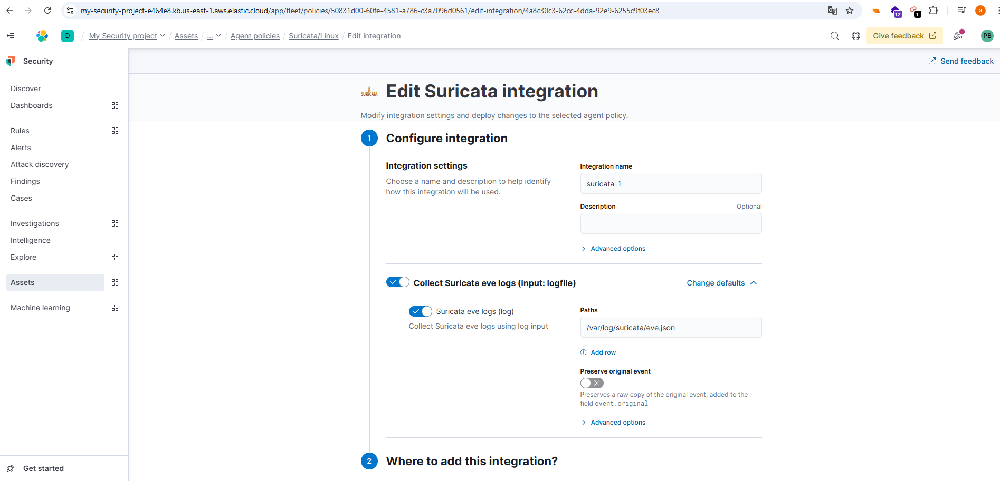 my-security-project-e464e8.kb.us-east-1.aws.elastic.cloud/app/fleet/policies/50831d00-60fe-4581-a786-c3a7096d0561/edit-integration/4a8c30c3-62cc-4dda-92e9-6255c9f03ec8
12
1
a
D / My Security project / Assets / ... / Agent policies / Suricata/Linux / Edit integration
Give feedback
PB
Security
Send feedback
Discover
Dashboards
Rules
Alerts
Attack discovery
Findings
Cases
Investigations
Intelligence
Explore
Assets
Machine learning
Get started
SURICATA
Edit Suricata integration
Modify integration settings and deploy changes to the selected agent policy.
1 Configure integration
Integration settings
Choose a name and description to help identify
how this integration will be used.
Integration name
suricata-1
Description Optional
Advanced options
Collect Suricata eve logs (input: logfile)
Change defaults
Suricata eve logs (log)
Collect Suricata eve logs using log input
Paths
/var/log/suricata/eve.json
Add row
Preserve original event
Preserves a raw copy of the original event, added to the
field event.original
Advanced options
2 Where to add this integration?